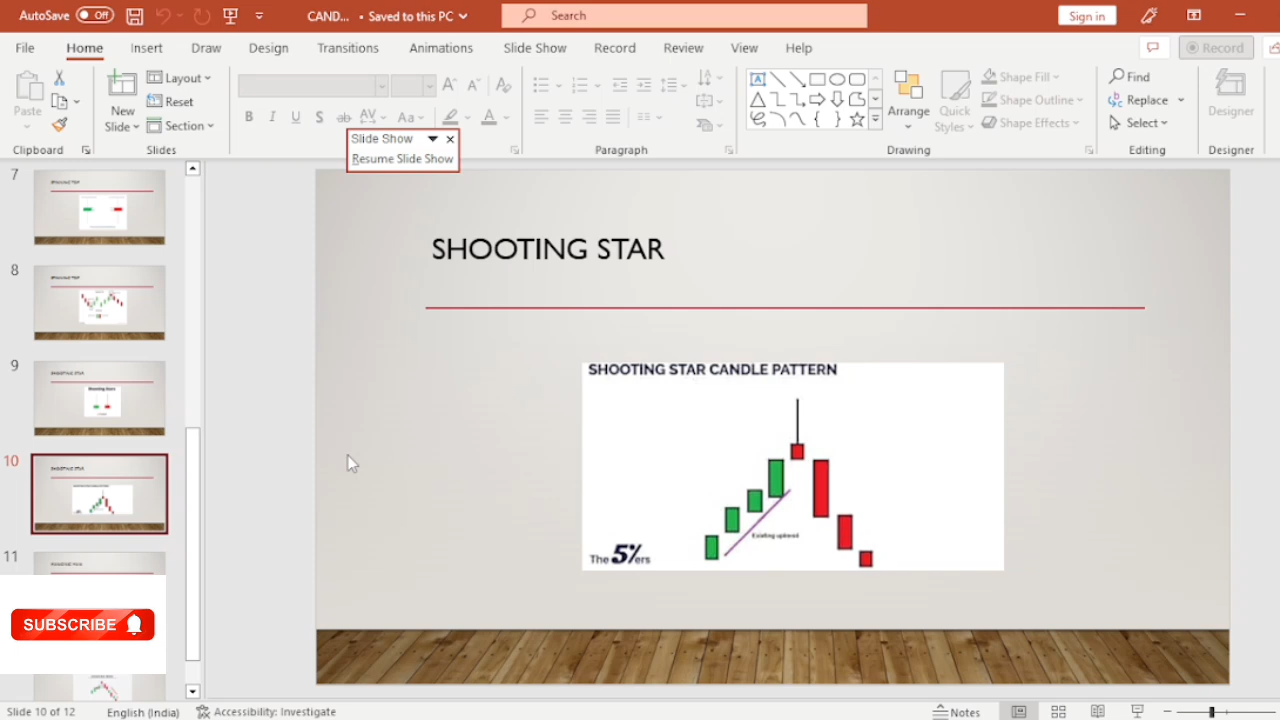 AutoSave Off CAND... • Saved to this PC Search Sign in
File Home Insert Draw Design Transitions Animations Slide Show Record Review View Help Record
Paste New Slide Layout Reset Section B I U S ab AV Aa A Arrange Quick Styles Shape Fill Shape Outline Shape Effects Find Replace Select Designer
Clipboard Slides Paragraph Drawing Editing Designer
Slide Show
Resume Slide Show
7
8
9
10
11
SHOOTING STAR
SHOOTING STAR CANDLE PATTERN
Existing uptrend
The 5%ers
SUBSCRIBE
Slide 10 of 12 English (India) Accessibility: Investigate Notes